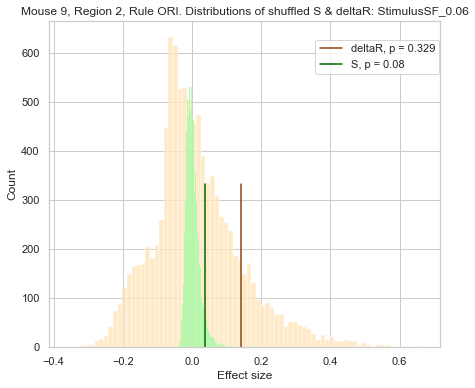 Mouse 9, Region 2, Rule ORI. Distributions of shuffled S & deltaR: StimulusSF_0.06
deltaR, p = 0.329
S, p = 0.08
600
500
400
300
200
100
0
Count
−0.4 −0.2 0.0 0.2 0.4 0.6
Effect size